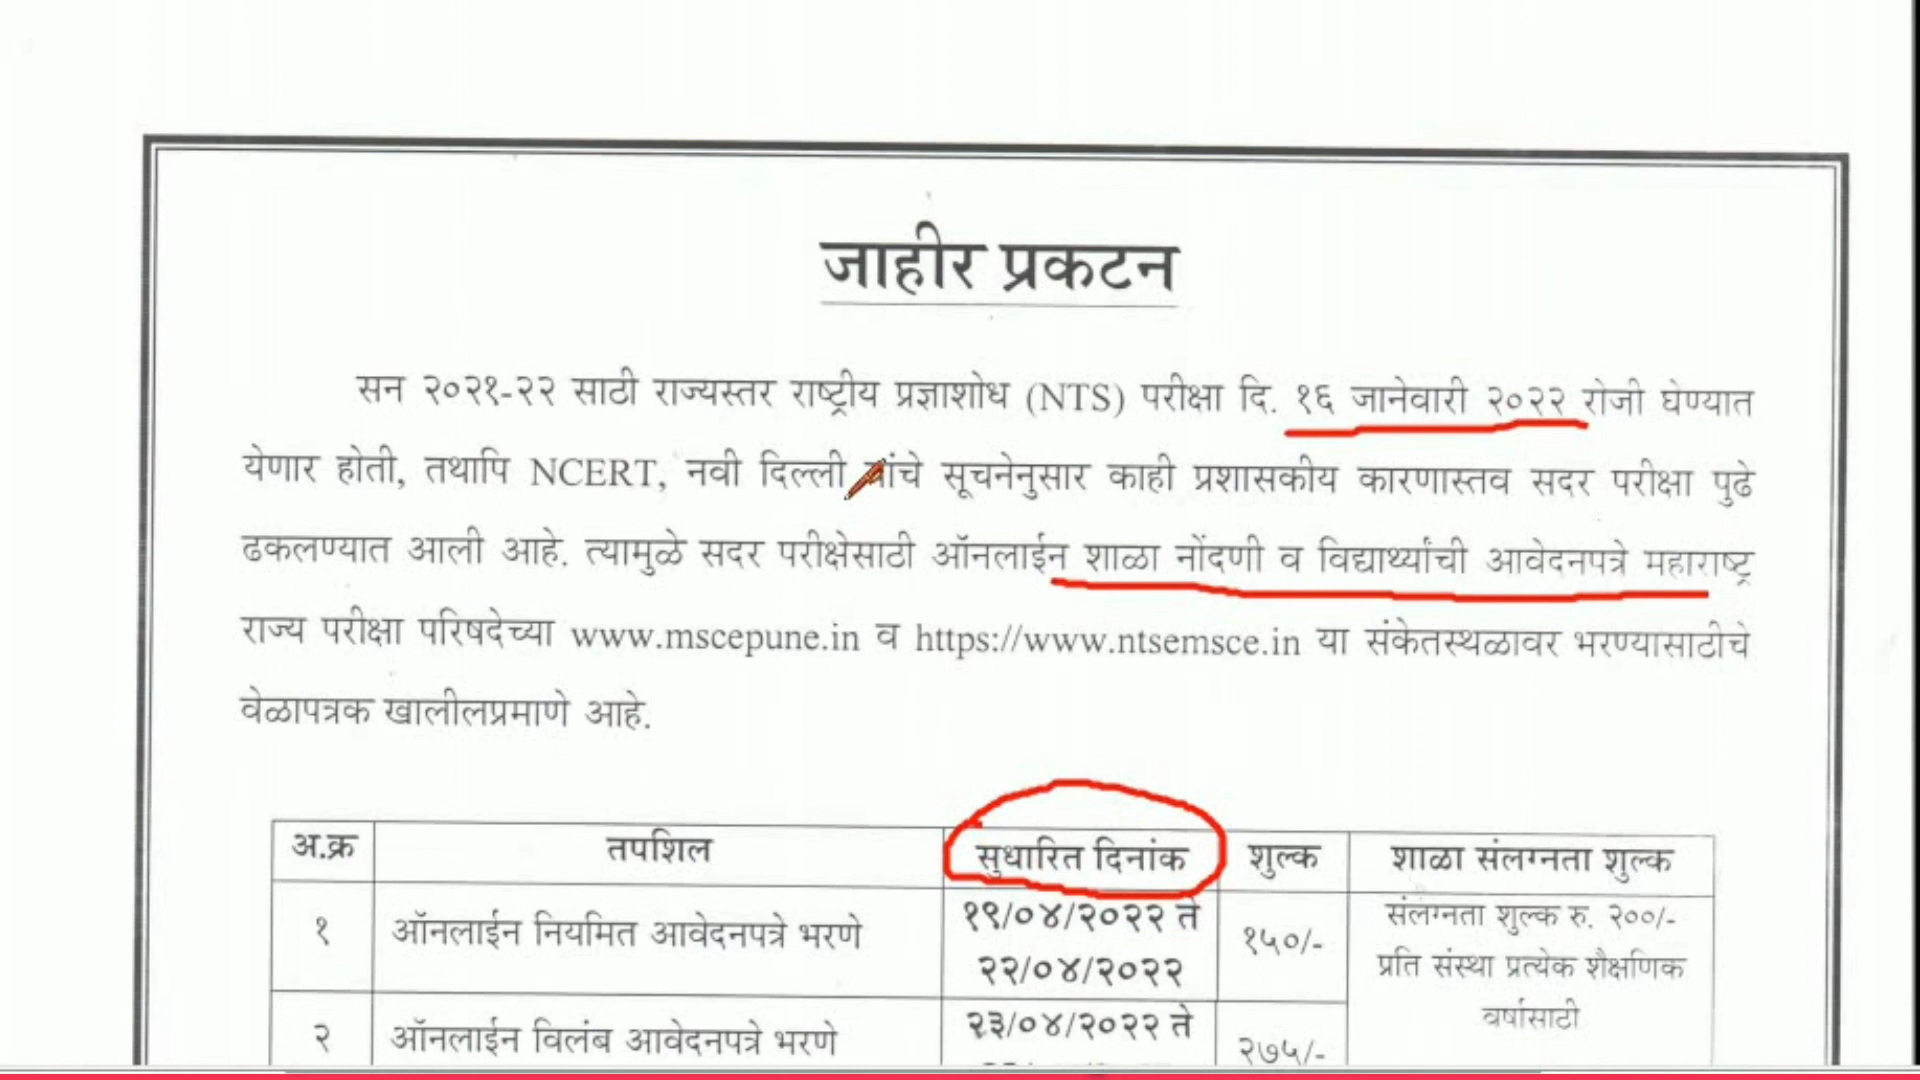 जाहीर प्रकटन
सन २०२१-२२ साठी राज्यस्तर राष्ट्रीय प्रज्ञाशोध (NTS) परीक्षा दि. १६ जानेवारी २०२२ रोजी घेण्यात
येणार होती, तथापि NCERT, नवी दिल्ली यांचे सूचनेनुसार काही प्रशासकीय कारणास्तव सदर परीक्षा पुढे
ढकलण्यात आली आहे. त्यामुळे सदर परीक्षेसाठी ऑनलाईन शाळा नोंदणी व विद्यार्थ्यांची आवेदनपत्रे महाराष्ट्र
राज्य परीक्षा परिषदेच्या www.mscepune.in व https://www.ntsemsce.in या संकेतस्थळावर भरण्यासाटीचे
वेळापत्रक खालीलप्रमाणे आहे.
अ.क्र तपशिल सुधारित दिनांक शुल्क शाळा संलग्नता शुल्क
१ ऑनलाईन नियमित आवेदनपत्रे भरणे १९/०४/२०२२ ते २२/०४/२०२२ १५०/- संलग्नता शुल्क रु. २००/-
प्रति संस्था प्रत्येक शैक्षणिक
वर्षासाटी
२ ऑनलाईन विलंब आवेदनपत्रे भरणे २३/०४/२०२२ ते २७५/-